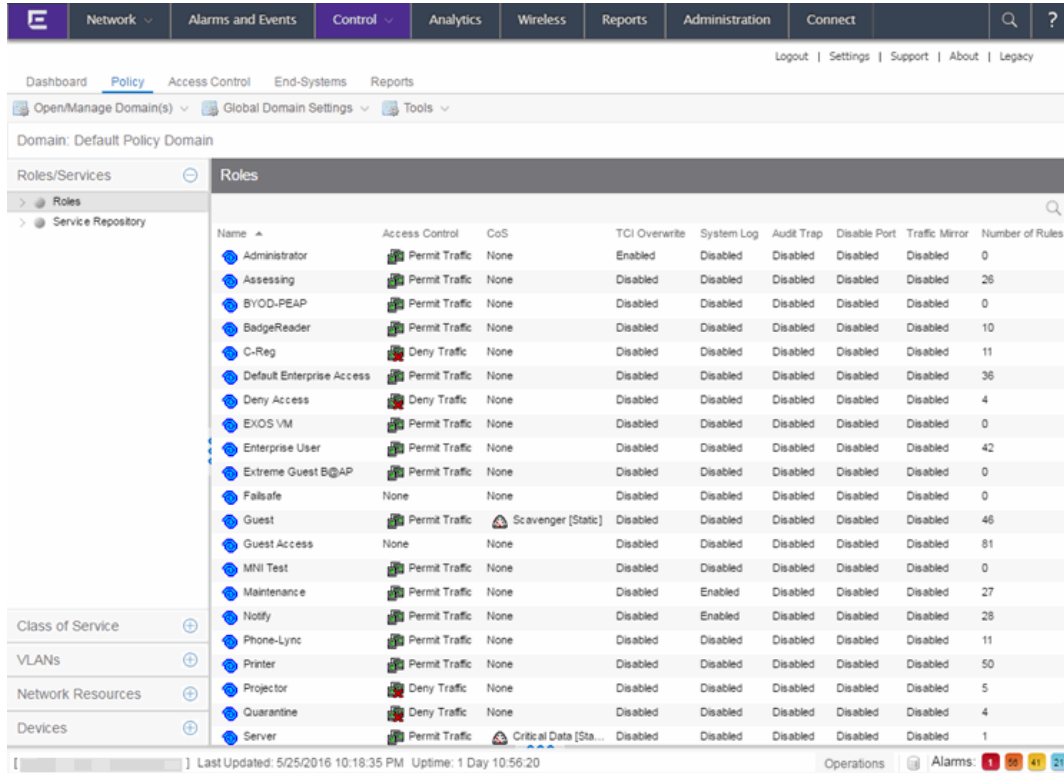 E Network Alarms and Events Control Analytics Wireless Reports Administration Connect ?
Logout | Settings | Support | About | Legacy
Dashboard Policy Access Control End-Systems Reports
Open/Manage Domain(s) Global Domain Settings Tools
Domain: Default Policy Domain
Roles/Services
Roles
Service Repository
Class of Service
VLANs
Network Resources
Devices
Roles
Name Access Control CoS TCI Overwrite System Log Audit Trap Disable Port Traffic Mirror Number of Rules
Administrator Permit Traffic None Enabled Disabled Disabled Disabled Disabled 0
Assessing Permit Traffic None Disabled Disabled Disabled Disabled Disabled 26
BYOD-PEAP Permit Traffic None Disabled Disabled Disabled Disabled Disabled 0
BadgeReader Permit Traffic None Disabled Disabled Disabled Disabled Disabled 10
C-Reg Deny Traffic None Disabled Disabled Disabled Disabled Disabled 11
Default Enterprise Access Permit Traffic None Disabled Disabled Disabled Disabled Disabled 36
Deny Access Deny Traffic None Disabled Disabled Disabled Disabled Disabled 4
EXOS VM Permit Traffic None Disabled Disabled Disabled Disabled Disabled 0
Enterprise User Permit Traffic None Disabled Disabled Disabled Disabled Disabled 42
Extreme Guest B@AP Permit Traffic None Disabled Disabled Disabled Disabled Disabled 0
Failsafe None None Disabled Disabled Disabled Disabled Disabled 0
Guest Permit Traffic Scavenger [Static] Disabled Disabled Disabled Disabled Disabled 46
Guest Access None None Disabled Disabled Disabled Disabled Disabled 81
MNI Test Permit Traffic None Disabled Disabled Disabled Disabled Disabled 0
Maintenance Permit Traffic None Disabled Enabled Disabled Disabled Disabled 27
Notify Permit Traffic None Disabled Enabled Disabled Disabled Disabled 28
Phone-Lync Permit Traffic None Disabled Disabled Disabled Disabled Disabled 11
Printer Permit Traffic None Disabled Disabled Disabled Disabled Disabled 50
Projector Deny Traffic None Disabled Disabled Disabled Disabled Disabled 5
Quarantine Deny Traffic None Disabled Disabled Disabled Disabled Disabled 4
Server Permit Traffic Critical Data [Sta... Disabled Disabled Disabled Disabled Disabled 1
[ ] Last Updated: 5/25/2016 10:18:35 PM Uptime: 1 Day 10:56:20 Operations Alarms: 1 41